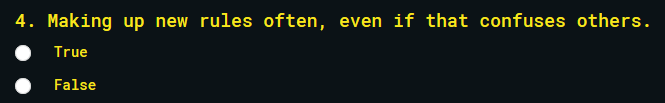 4. Making up new rules often, even if that confuses others.
True
False